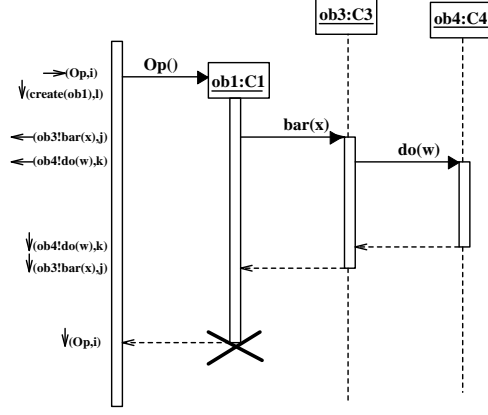 ob3:C3
ob4:C4
→(Op,i)
Op()
↓(create(ob1),l)
ob1:C1
←(ob3!bar(x),j)
bar(x)
←(ob4!do(w),k)
do(w)
↓(ob4!do(w),k)
↓(ob3!bar(x),j)
↓(Op,i)